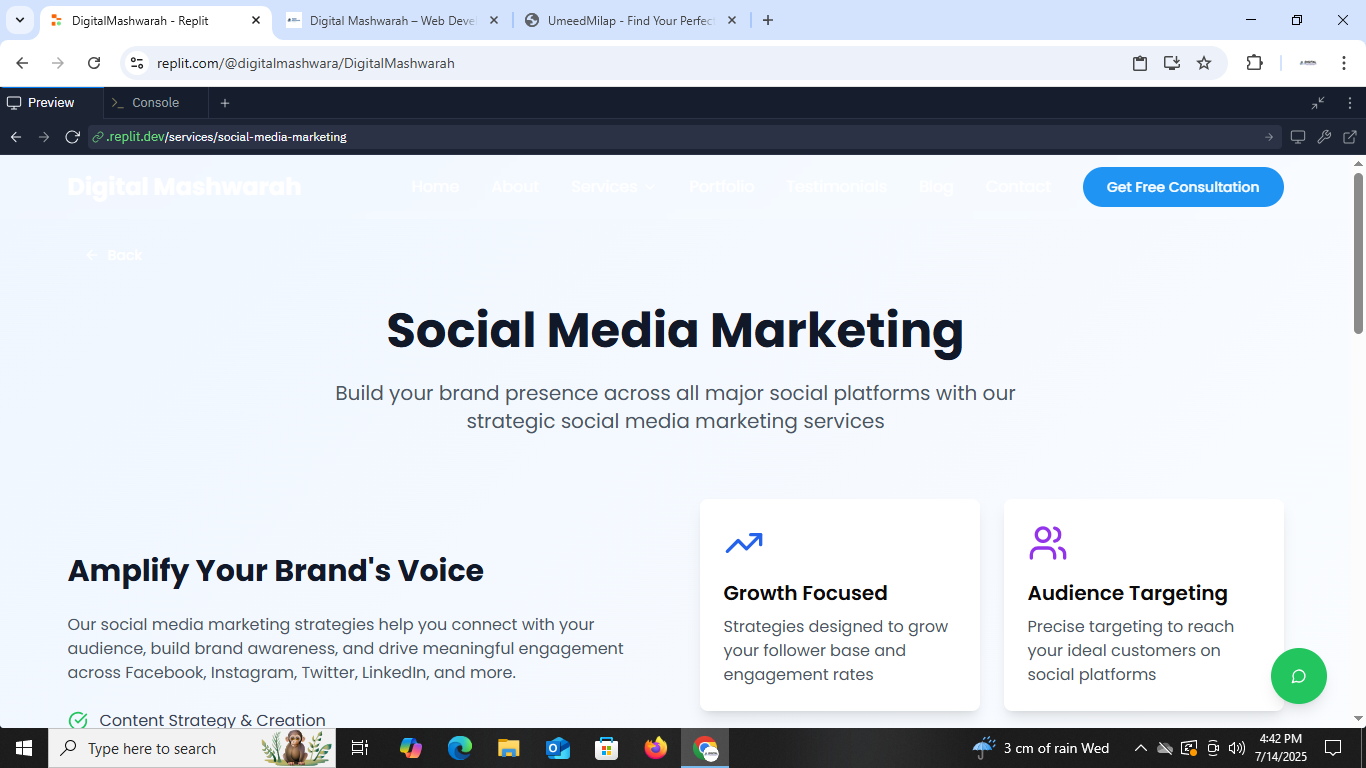 DigitalMashwarah - Replit
Digital Mashwarah – Web Deve
UmeedMilap - Find Your Perfect
replit.com/@digitalmashwara/DigitalMashwarah
Preview
Console
.replit.dev/services/social-media-marketing
Digital Mashwarah
Home
About
Services
Portfolio
Testimonials
Blog
Contact
Get Free Consultation
Back
Social Media Marketing
Build your brand presence across all major social platforms with our
strategic social media marketing services
Amplify Your Brand's Voice
Our social media marketing strategies help you connect with your
audience, build brand awareness, and drive meaningful engagement
across Facebook, Instagram, Twitter, LinkedIn, and more.
Content Strategy & Creation
Growth Focused
Strategies designed to grow
your follower base and
engagement rates
Audience Targeting
Precise targeting to reach
your ideal customers on
social platforms
Type here to search
3 cm of rain Wed
4:42 PM
7/14/2025